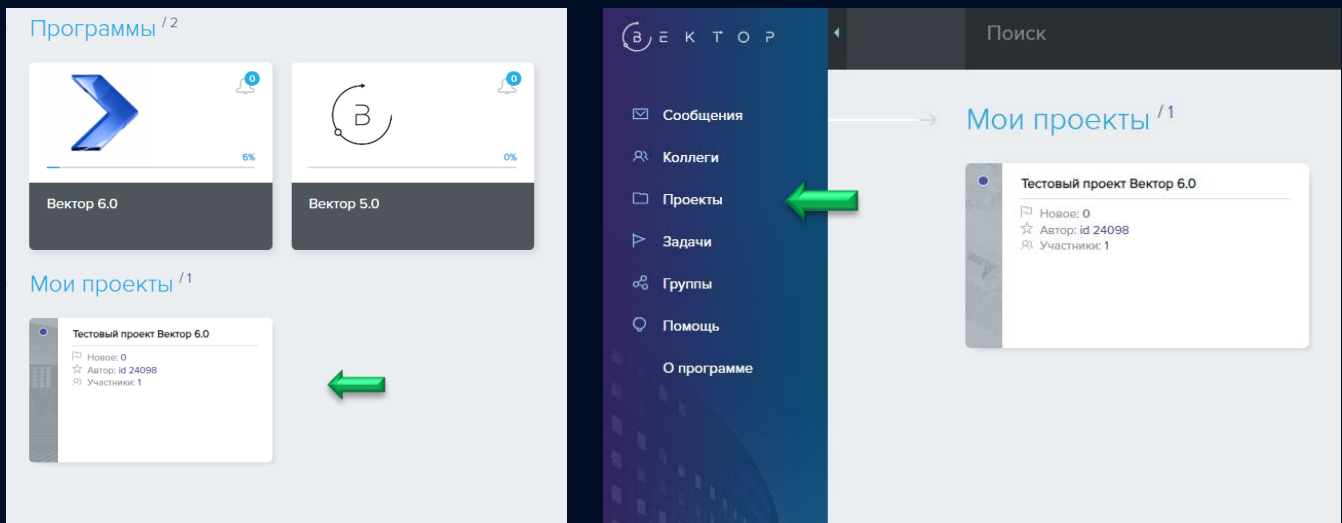 Программы / 2
0
6%
Вектор 6.0
В
0
0%
Вектор 5.0
Мои проекты / 1
Тестовый проект Вектор 6.0
Новое: 0
Автор: id 24098
Участники: 1
ВЕКТОР
Сообщения
Коллеги
Проекты
Задачи
Группы
Помощь
О программе
Поиск
Мои проекты / 1
Тестовый проект Вектор 6.0
Новое: 0
Автор: id 24098
Участники: 1